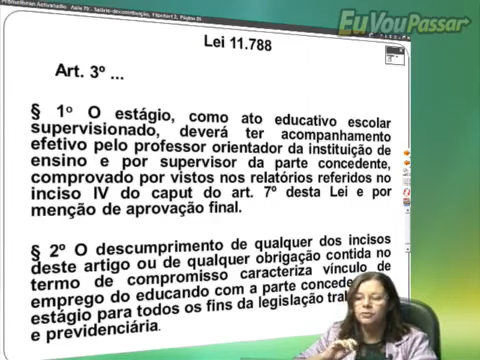 EuVouPassar
Lei 11.788
Art. 3º ...
§ 1º O estágio, como ato educativo escolar
supervisionado, deverá ter acompanhamento
efetivo pelo professor orientador da instituição de
ensino e por supervisor da parte concedente,
comprovado por vistos nos relatórios referidos no
inciso IV do caput do art. 7º desta Lei e por
menção de aprovação final.
§ 2º O descumprimento de qualquer dos incisos
deste artigo ou de qualquer obrigação contida no
termo de compromisso caracteriza vínculo de
emprego do educando com a parte conced
estágio para todos os fins da legislação tra
e previdenciária.